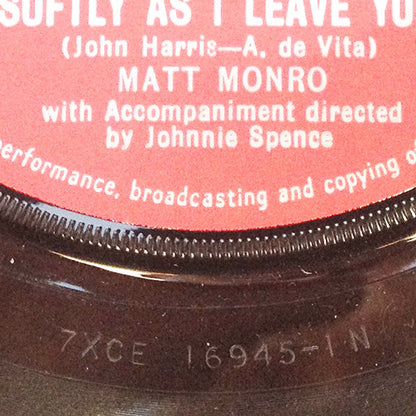 SOFTLY AS I LEAVE YO
(John Harris—A. de Vita)
MATT MONRO
with Accompaniment directed
by Johnnie Spence
performance, broadcasting and copying of
7XCE 16945-1N